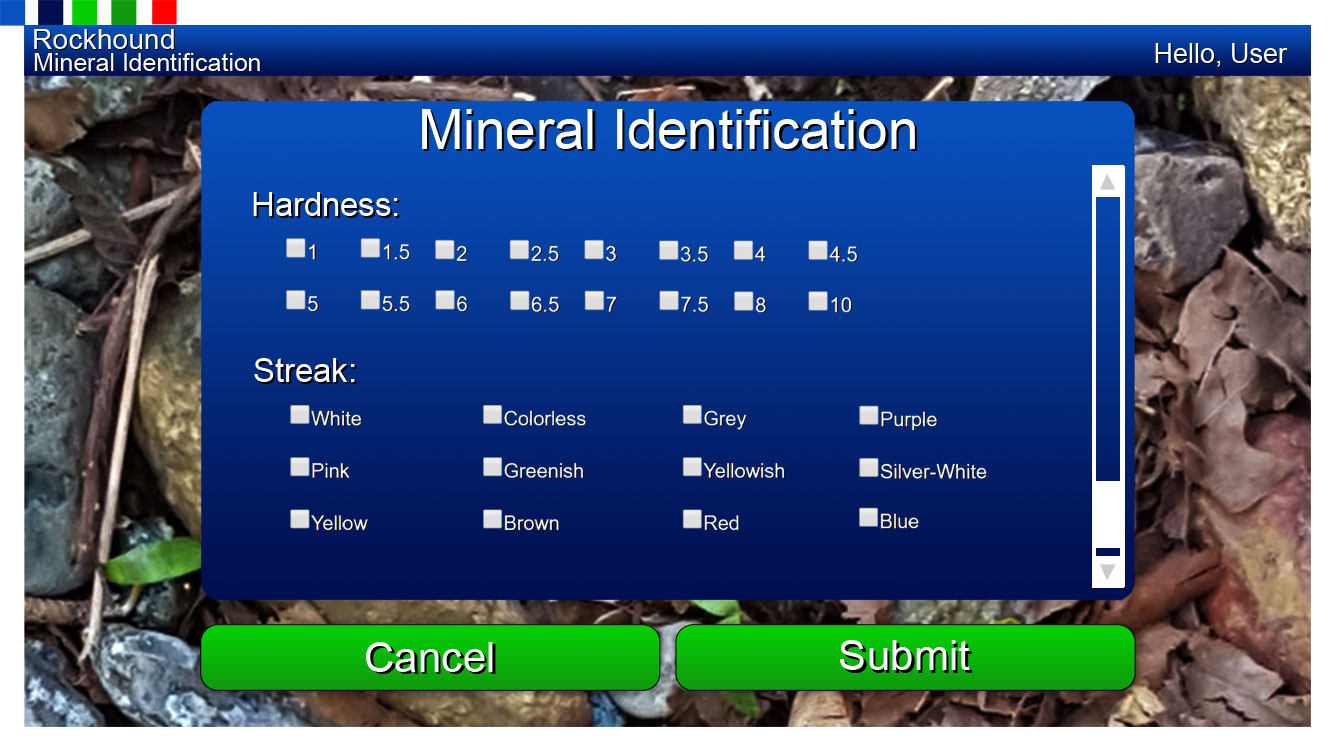 Rockhound
Mineral Identification
Hello, User
Mineral Identification
Hardness:
1 1.5 2 2.5 3 3.5 4 4.5
5 5.5 6 6.5 7 7.5 8 10
Streak:
White Colorless Grey Purple
Pink Greenish Yellowish Silver-White
Yellow Brown Red Blue
Cancel Submit